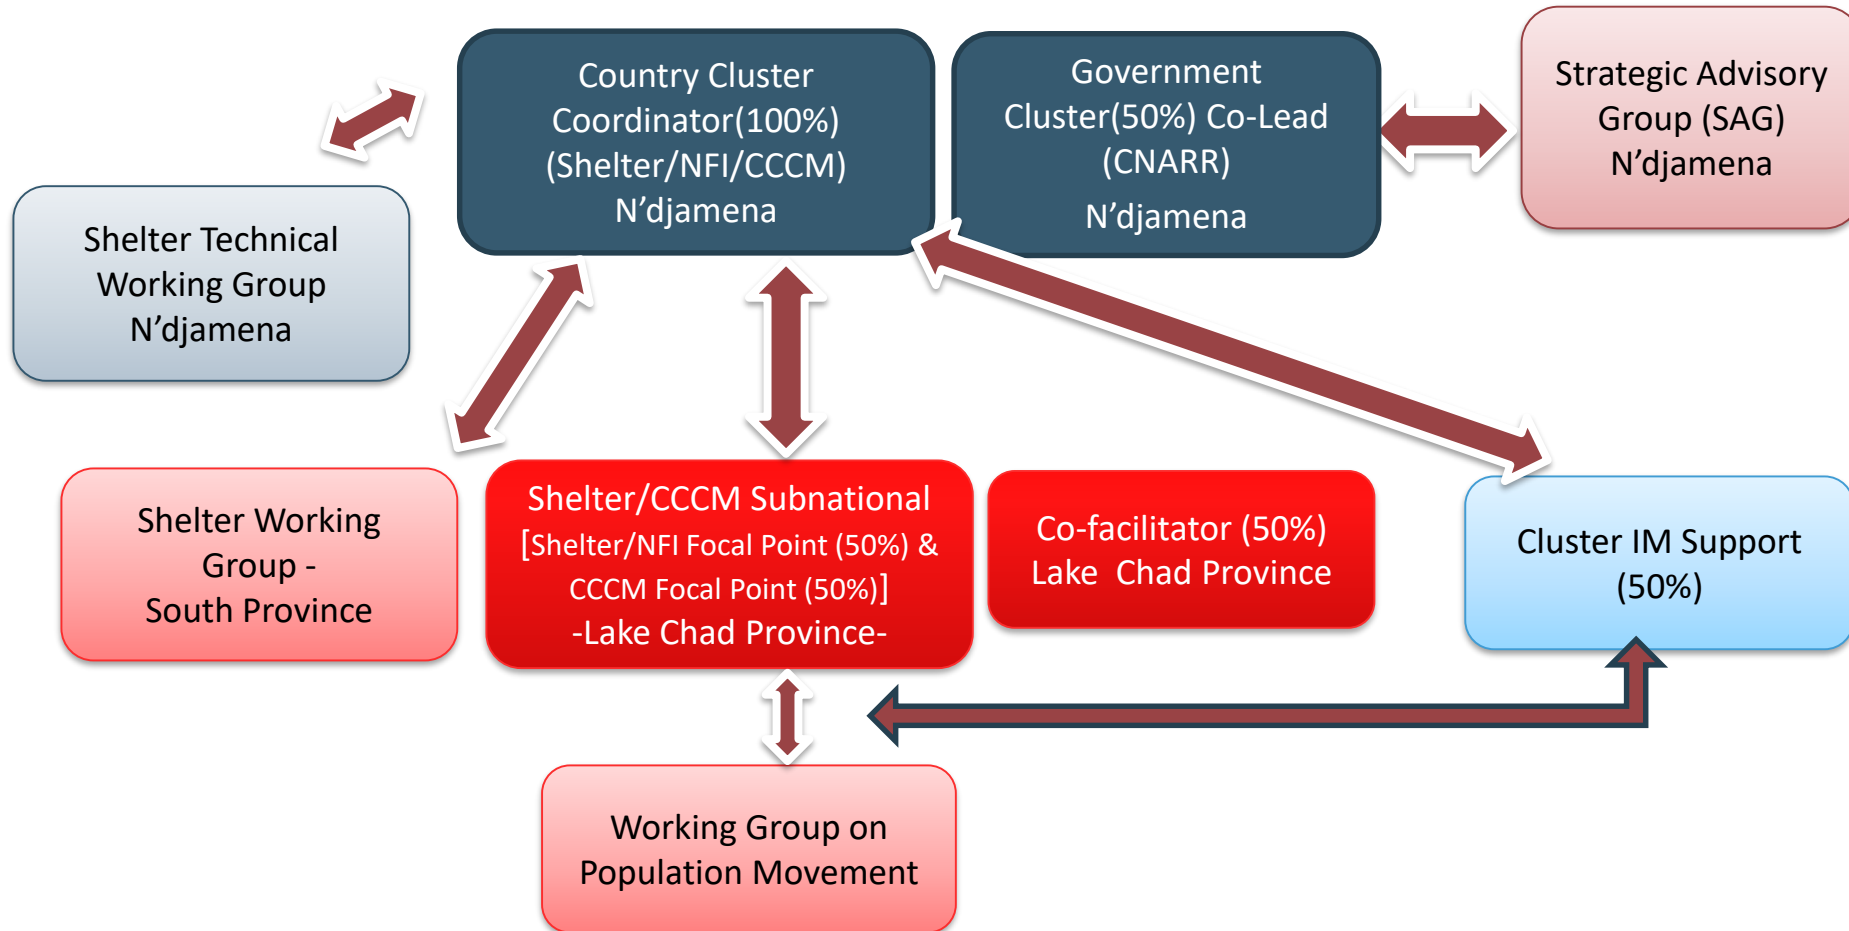 Country Cluster
Coordinator(100%)
(Shelter/NFI/CCCM)
N’djamena
Government
Cluster(50%) Co-Lead
(CNARR)
N’djamena
Strategic Advisory
Group (SAG)
N’djamena
Shelter Technical
Working Group
N’djamena
Shelter Working
Group -
South Province
Shelter/CCCM Subnational
[Shelter/NFI Focal Point (50%) &
CCCM Focal Point (50%)]
-Lake Chad Province-
Co-facilitator (50%)
Lake Chad Province
Cluster IM Support
(50%)
Working Group on
Population Movement